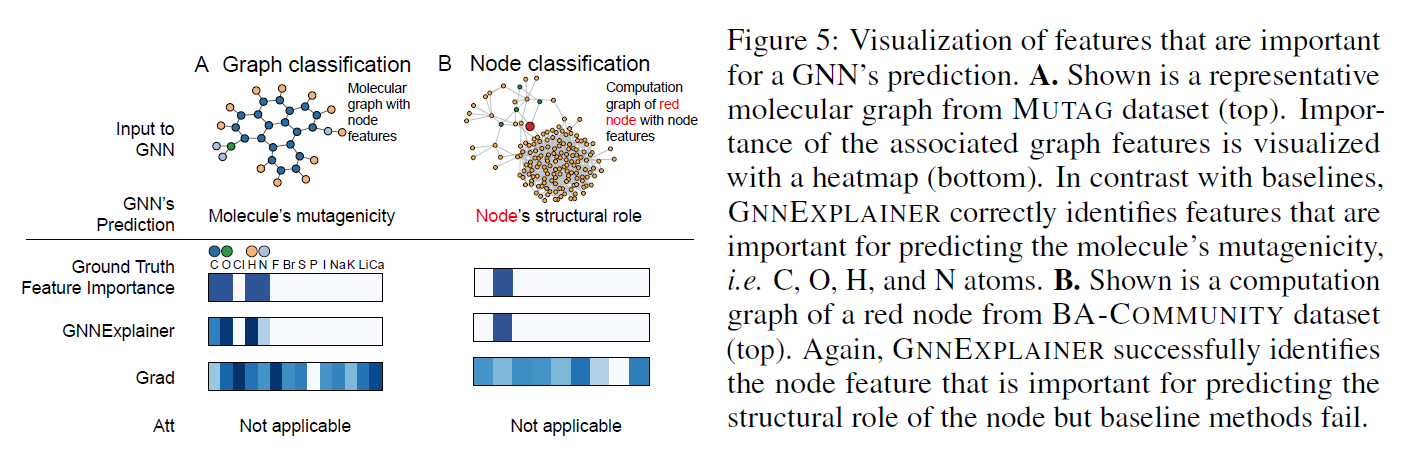 A Graph classification
B Node classification
Input to
GNN
Molecular
graph with
node
features
Computation
graph of red
node with node
features
GNN's
Prediction
Molecule's mutagenicity
Node's structural role
C O Cl H N F Br S P I Na K Li Ca
Ground Truth
Feature Importance
GNNExplainer
Grad
Att
Not applicable
Not applicable
Figure 5: Visualization of features that are important
for a GNN's prediction. A. Shown is a representative
molecular graph from MUTAG dataset (top). Impor-
tance of the associated graph features is visualized
with a heatmap (bottom). In contrast with baselines,
GNNEXPLAINER correctly identifies features that are
important for predicting the molecule's mutagenicity,
i.e. C, O, H, and N atoms. B. Shown is a computation
graph of a red node from BA-COMMUNITY dataset
(top). Again, GNNEXPLAINER successfully identifies
the node feature that is important for predicting the
structural role of the node but baseline methods fail.